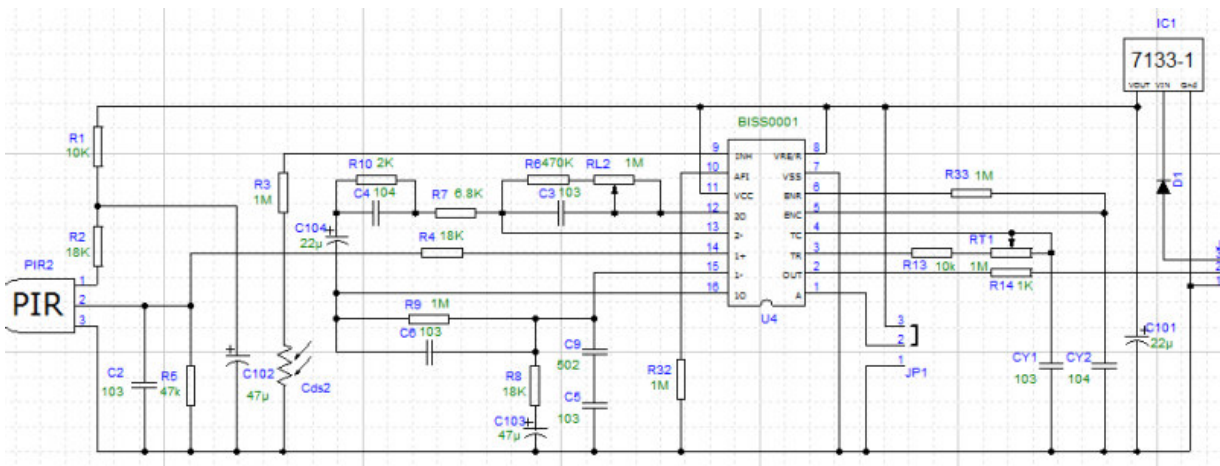 IC1
7133-1
VOUT VIN Gnd
R1
10K
R2
18K
PIR2
PIR
1
2
3
C2
103
R5
47k
C102
47µ
R3
1M
Cds2
R10 2K
C4 104
C104
22µ
R7 6.8K
R4 18K
R6 470K
RL2 1M
C3 103
R9 1M
C6 103
R8
18K
C103
47µ
C9
502
C5
103
R32
1M
BISS0001
9 INH VRE/R 8
10 AFI VSS 7
11 VCC BNR 6
12 2O BNC 5
13 2- TC 4
14 1+ TR 3
15 1- OUT 2
16 1O A 1
U4
R33 1M
RT1
R13 10k 1M
R14 1K
3
2
1
JP1
CY1
103
CY2
104
C101
22µ
D1